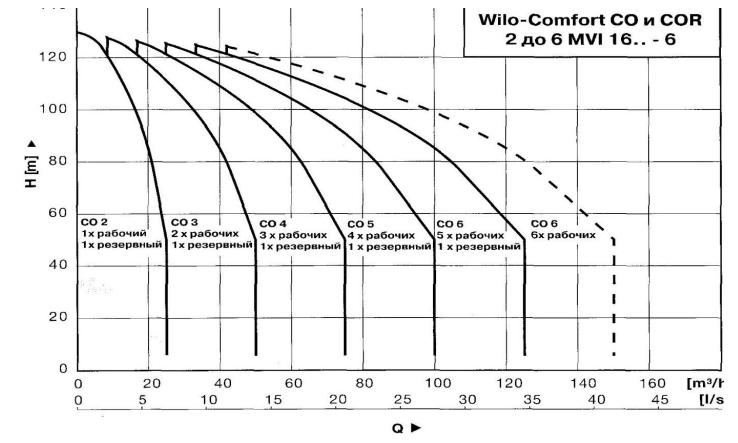 Wilo-Comfort CO и COR
2 до 6 MVI 16.. - 6
120
100
80
60
40
20
0
H [m] ►
CO 2
1x рабочий
1x резервный
CO 3
2 x рабочих
1x резервный
CO 4
3 x рабочих
1x резервный
CO 5
4 x рабочих
1 x резервный
CO 6
5 x рабочих
1 x резервный
CO 6
6x рабочих
0 20 40 60 80 100 120 140 160 [m³/h
0 5 10 15 20 25 30 35 40 45 [l/s
Q ►